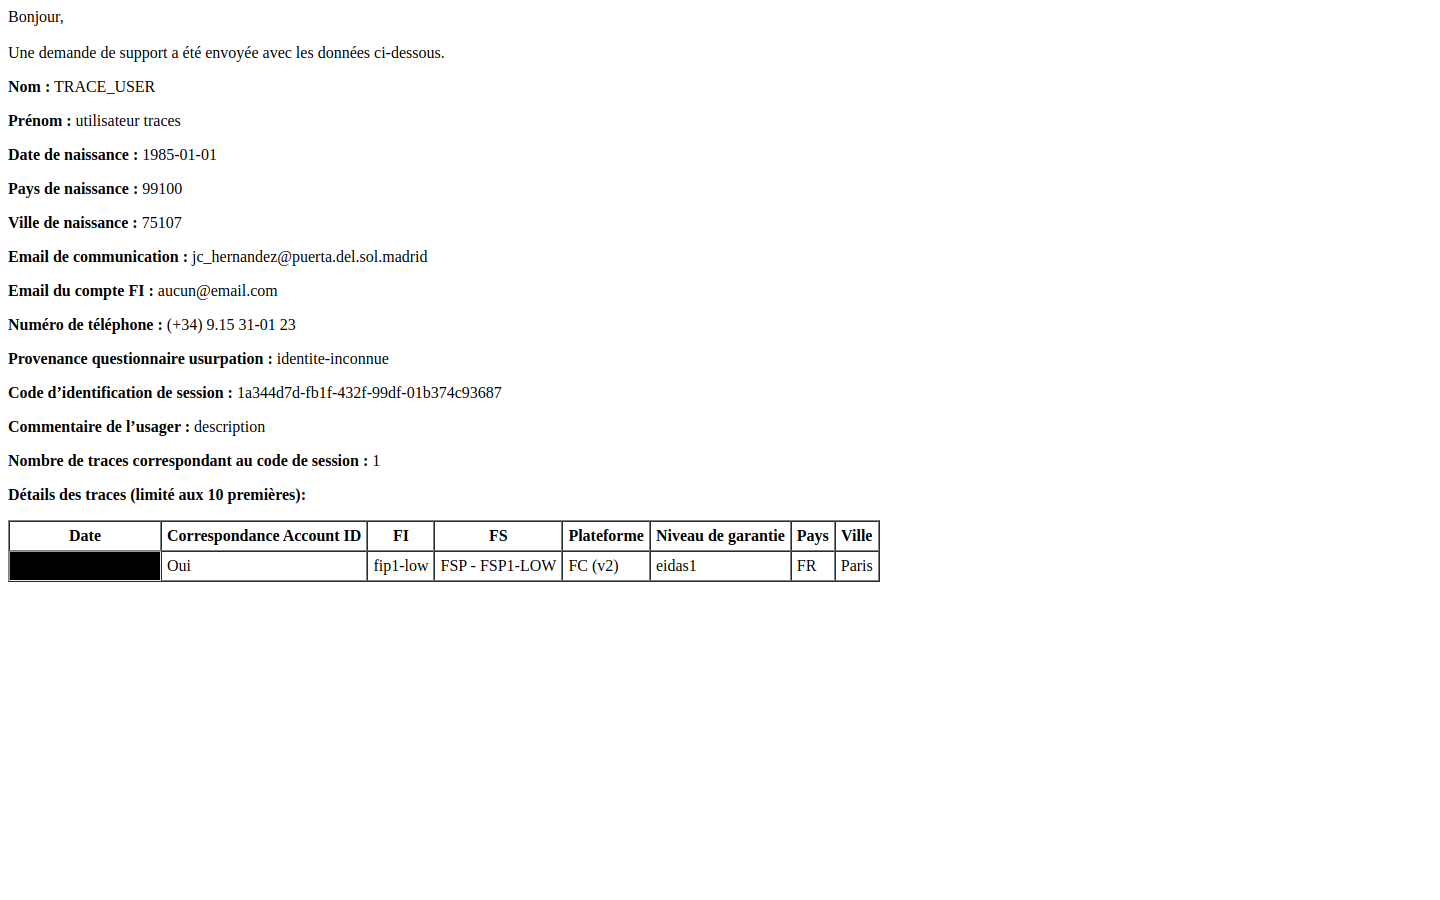 Bonjour,
Une demande de support a été envoyée avec les données ci-dessous.
Nom : TRACE_USER
Prénom : utilisateur traces
Date de naissance : 1985-01-01
Pays de naissance : 99100
Ville de naissance : 75107
Email de communication : jc_hernandez@puerta.del.sol.madrid
Email du compte FI : aucun@email.com
Numéro de téléphone : (+34) 9.15 31-01 23
Provenance questionnaire usurpation : identite-inconnue
Code d’identification de session : 1a344d7d-fb1f-432f-99df-01b374c93687
Commentaire de l’usager : description
Nombre de traces correspondant au code de session : 1
Détails des traces (limité aux 10 premières):
Date Correspondance Account ID FI FS Plateforme Niveau de garantie Pays Ville
Oui fip1-low FSP - FSP1-LOW FC (v2) eidas1 FR Paris